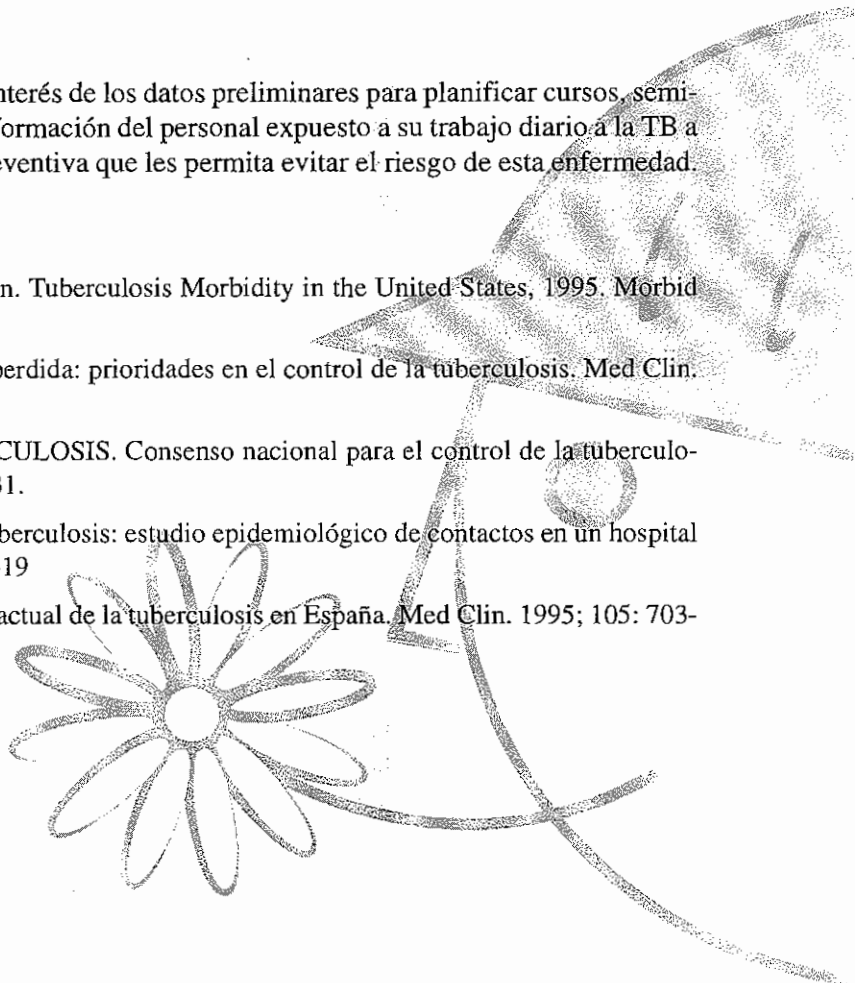 nterés de los datos preliminares para planificar cursos, semi-
formación del personal expuesto a su trabajo diario a la TB a
eventiva que les permita evitar el riesgo de esta enfermedad.
n. Tuberculosis Morbidity in the United States, 1995. Morbid
perdida: prioridades en el control de la tuberculosis. Med Clin.
CULOSIS. Consenso nacional para el control de la tuberculo-
31.
berculosis: estudio epidemiológico de contactos en un hospital
19
actual de la tuberculosis en España. Med Clin. 1995; 105: 703-